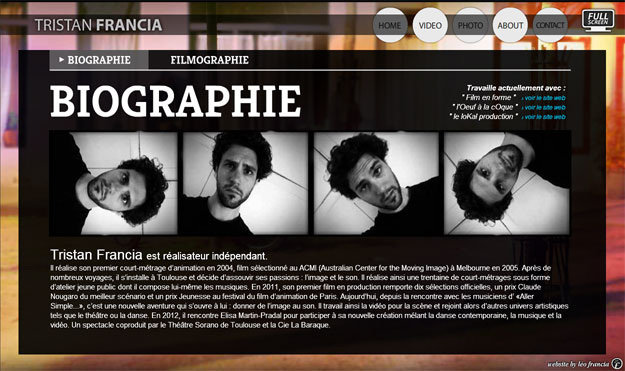 TRISTAN FRANCIA
HOME VIDEO PHOTO ABOUT CONTACT
FULL
SCREEN
BIOGRAPHIE FILMOGRAPHIE
BIOGRAPHIE
Travaille actuellement avec :
" Film en forme " › voir le site web
" l'Oeuf à la cOque " › voir le site web
" le loKal production " › voir le site web
Tristan Francia est réalisateur indépendant.
Il réalise son premier court-métrage d'animation en 2004, film sélectionné au ACMI (Australian Center for the Moving Image) à Melbourne en 2005. Après de
nombreux voyages, il s'installe à Toulouse et décide d'assouvir ses passions : l'image et le son. Il réalise ainsi une trentaine de court-métrages sous forme
d'atelier jeune public dont il compose lui-même les musiques. En 2011, son premier film en production remporte dix sélections officielles, un prix Claude
Nougaro du meilleur scénario et un prix Jeunesse au festival du film d'animation de Paris. Aujourd'hui, depuis la rencontre avec les musiciens d' «Aller
Simple...», c'est une nouvelle aventure qui s'ouvre à lui : donner de l'image au son. Il travail ainsi la vidéo pour la scène et rejoint alors d'autres univers artistiques
tels que le théâtre ou la danse. En 2012, il rencontre Elisa Martin-Pradal pour participer à sa nouvelle création mêlant la danse contemporaine, la musique et la
vidéo. Un spectacle coproduit par le Théâtre Sorano de Toulouse et la Cie La Baraque.
website by léo francia